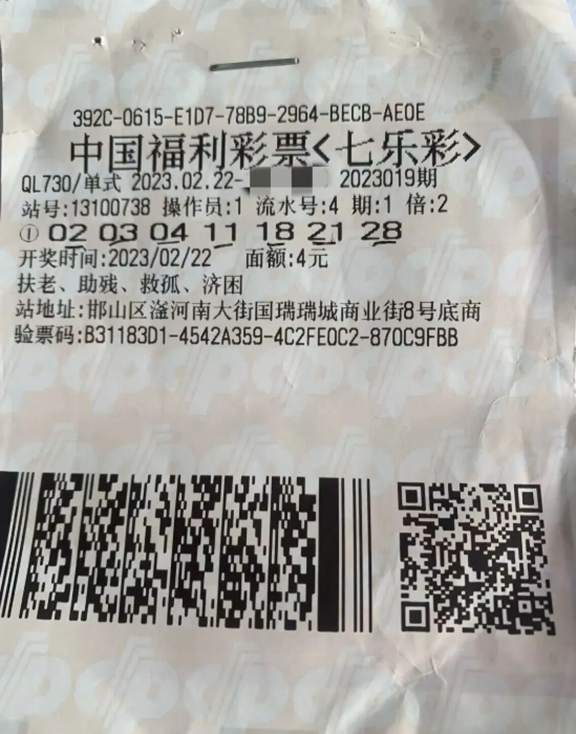 392C-0615-E1D7-78B9-2964-BECB-AE0E
中国福利彩票<七乐彩>
QL730/单式 2023.02.22- 2023019期
站号:13100738 操作员:1 流水号:4 期:1 倍:2
① 02 03 04 11 18 21 28
开奖时间:2023/02/22 面额:4元
扶老、助残、救孤、济困
站地址:邯山区滏河南大街国瑞瑞城商业街8号底商
验票码:B31183D1-4542A359-4C2FE0C2-870C9FBB